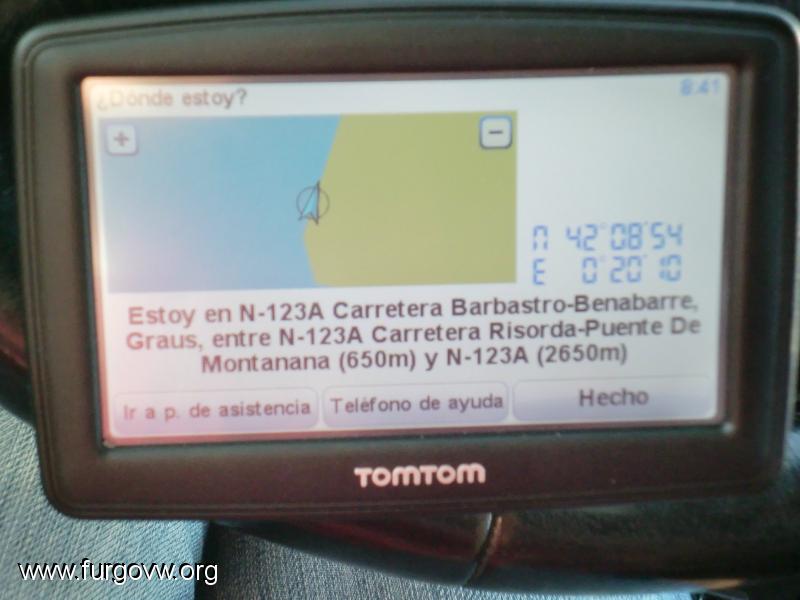 ¿Dónde estoy?
8:41
+
−
N 42°08'54
E 0°20'10
Estoy en N-123A Carretera Barbastro-Benabarre,
Graus, entre N-123A Carretera Risorda-Puente De
Montanana (650m) y N-123A (2650m)
Ir a p. de asistencia
Teléfono de ayuda
Hecho
TOMTOM
www.furgovw.org